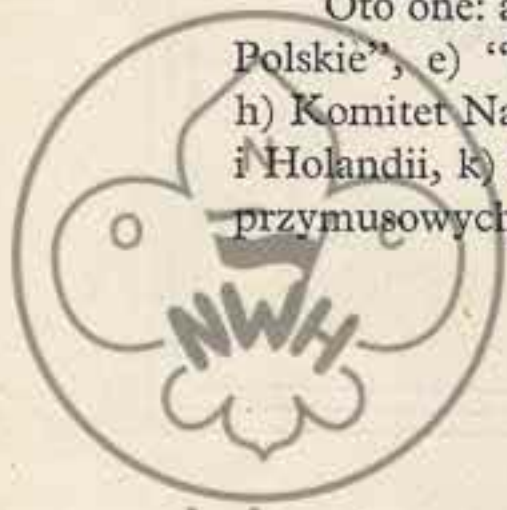 Oto one: a
Polskie”, e) “
h) Komitet Na
i Holandii, k)
przymusowych
O N C
NWH